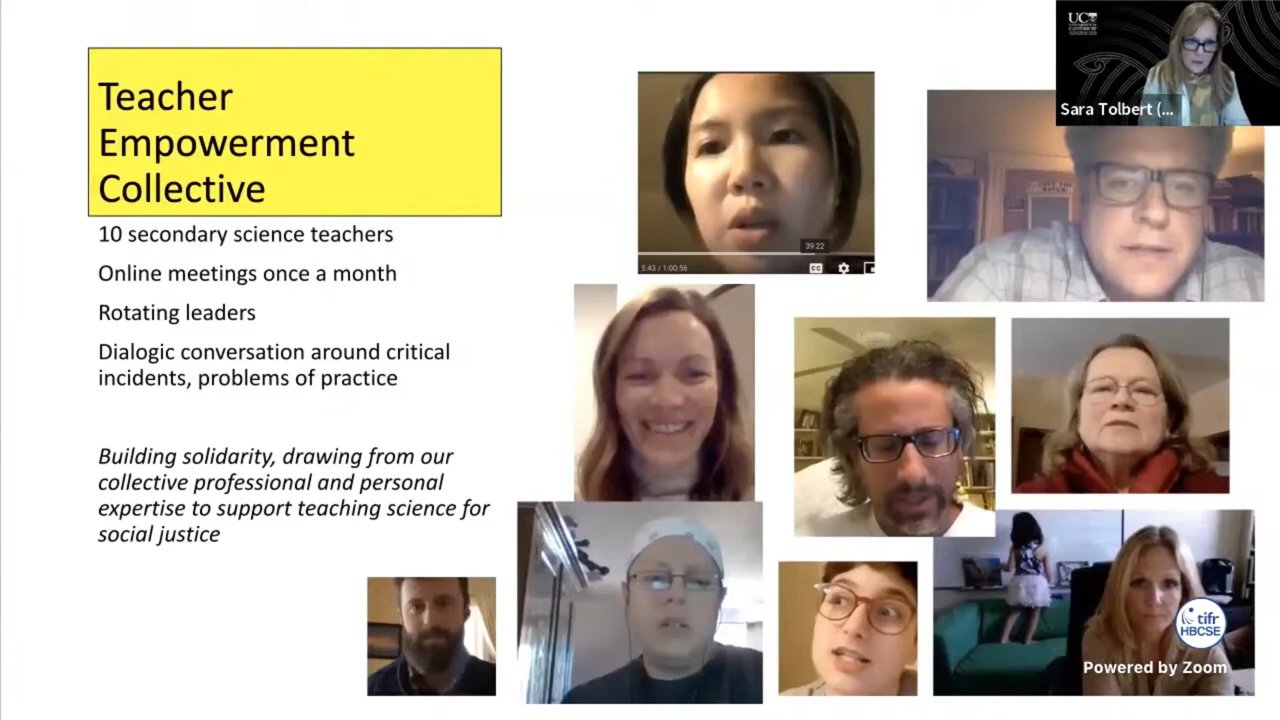 Teacher
Empowerment
Collective
10 secondary science teachers
Online meetings once a month
Rotating leaders
Dialogic conversation around critical
incidents, problems of practice
Building solidarity, drawing from our
collective professional and personal
expertise to support teaching science for
social justice
39:22
5:43 / 1:00:56
CC
UC
Sara Tolbert (...
tifr
HBCSE
Powered by Zoom